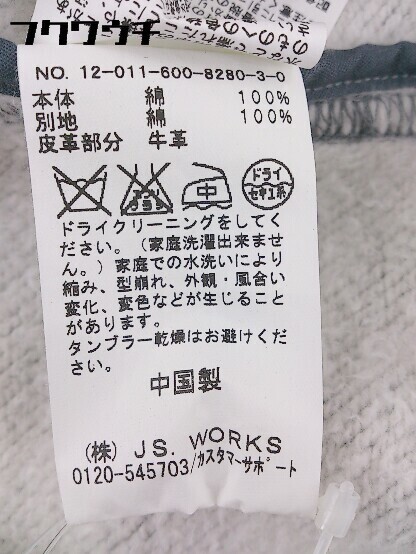 フクウクチ
NO. 12-011-600-8280-3-0
本体 綿 100%
別地 綿 100%
皮革部分 牛革
中
ドライ
セキユ系
ドライクリーニングをしてく
ださい。（家庭洗濯出来ませ
ん。）家庭での水洗いにより
縮み、型崩れ、外観・風合い
変化、変色などが生じること
があります。
タンブラー乾燥はお避けくだ
さい。
中国製
(株) JS. WORKS
0120-545703/カスタマーサポート